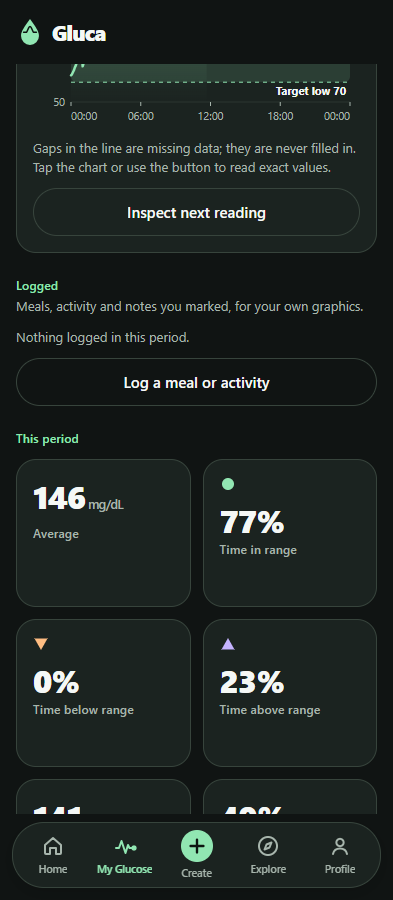 Gluca
Target low 70
50
00:00 06:00 12:00 18:00 00:00
Gaps in the line are missing data; they are never filled in.
Tap the chart or use the button to read exact values.
Inspect next reading
Logged
Meals, activity and notes you marked, for your own graphics.
Nothing logged in this period.
Log a meal or activity
This period
146 mg/dL
Average
77%
Time in range
0%
Time below range
23%
Time above range
Home
My Glucose
Create
Explore
Profile